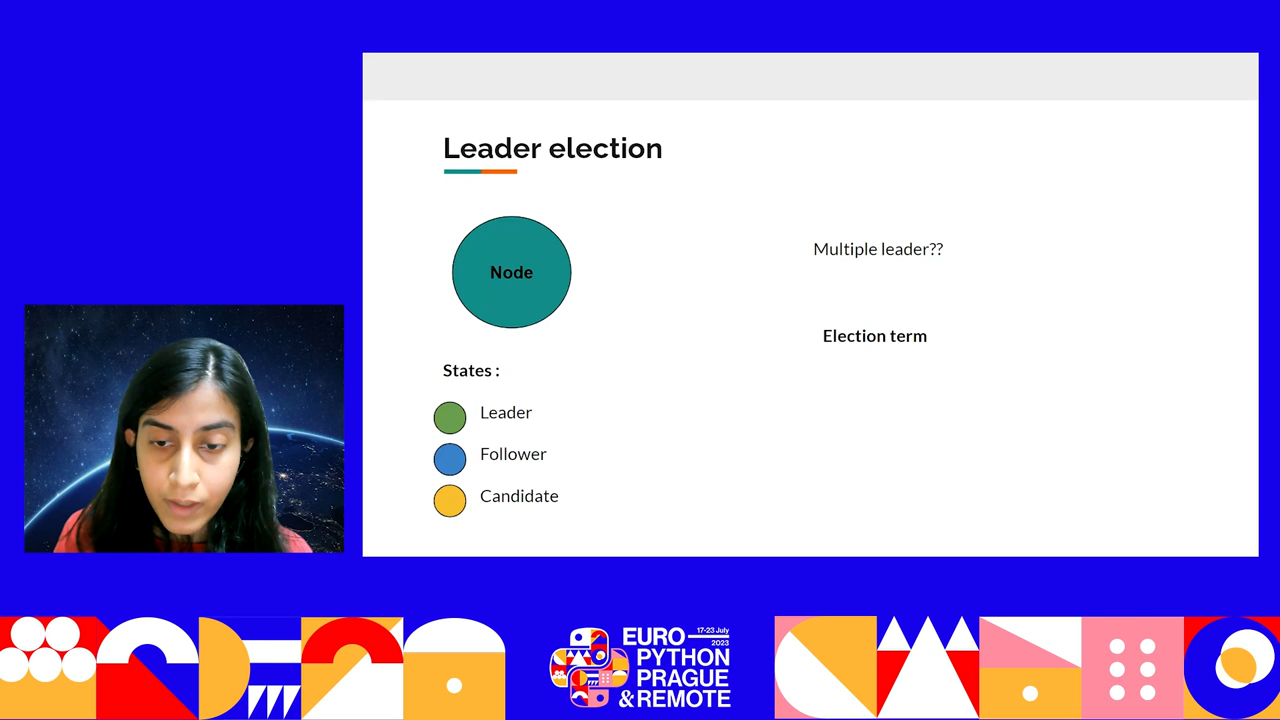 Leader election
Node
Multiple leader??
Election term
States :
Leader
Follower
Candidate
EURO
17-23 July
2023
PYTHON
PRAGUE
& REMOTE